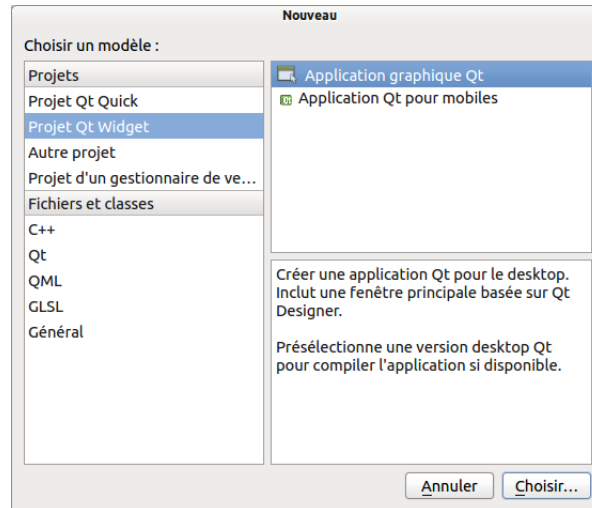 Nouveau
Choisir un modèle :
Projets
Projet Qt Quick
Projet Qt Widget
Autre projet
Projet d'un gestionnaire de ve...
Fichiers et classes
C++
Qt
QML
GLSL
Général
Application graphique Qt
Application Qt pour mobiles
Créer une application Qt pour le desktop.
Inclut une fenêtre principale basée sur Qt
Designer.
Présélectionne une version desktop Qt
pour compiler l'application si disponible.
Annuler
Choisir...